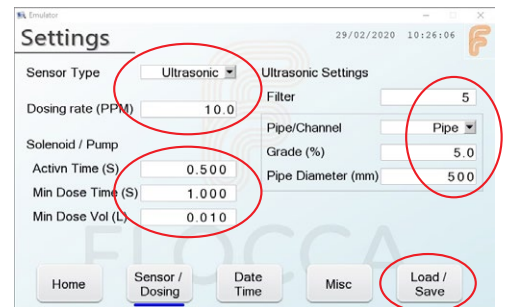 Emulator
Settings
29/02/2020 10:26:06
Sensor Type Ultrasonic
Dosing rate (PPM) 10.0
Solenoid / Pump
Activn Time (S) 0.500
Min Dose Time (S) 1.000
Min Dose Vol (L) 0.010
Ultrasonic Settings
Filter 5
Pipe/Channel Pipe
Grade (%) 5.0
Pipe Diameter (mm) 500
FLOCCA
Home
Sensor /
Dosing
Date
Time
Misc
Load /
Save